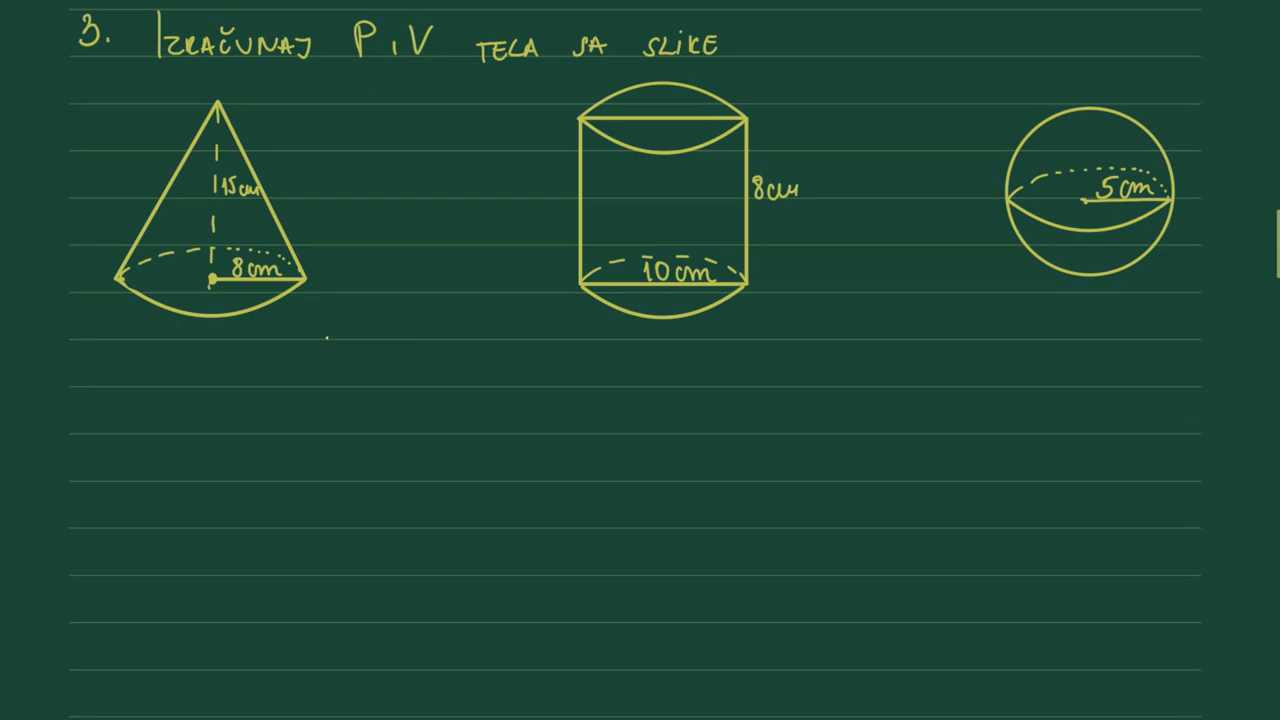 3. IZRAČUNAJ P I V TELA SA SLIKE
15cm
8cm
8cm
10cm
5cm